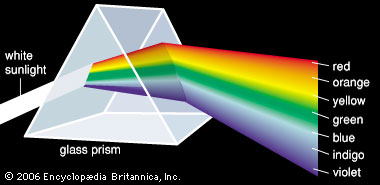 white
sunlight
red
orange
yellow
green
blue
indigo
violet
glass prism
© 2006 Encyclopædia Britannica, Inc.